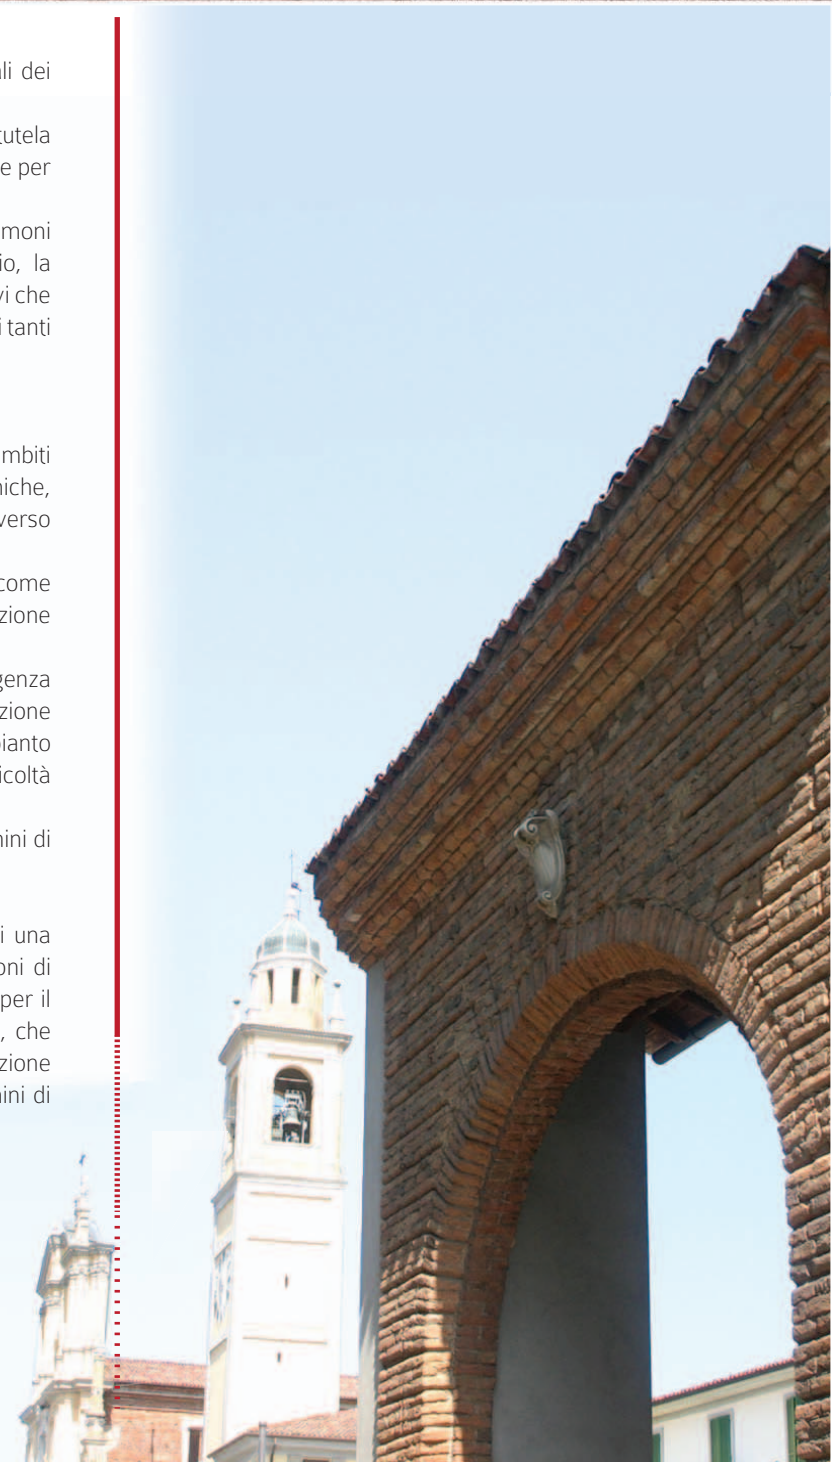 li dei
tutela
e per
moni
io, la
vi che
i tanti
mbiti
niche,
verso
come
zione
genza
zione
pianto
icoltà
nini di
i una
oni di
per il
, che
zione
nini di